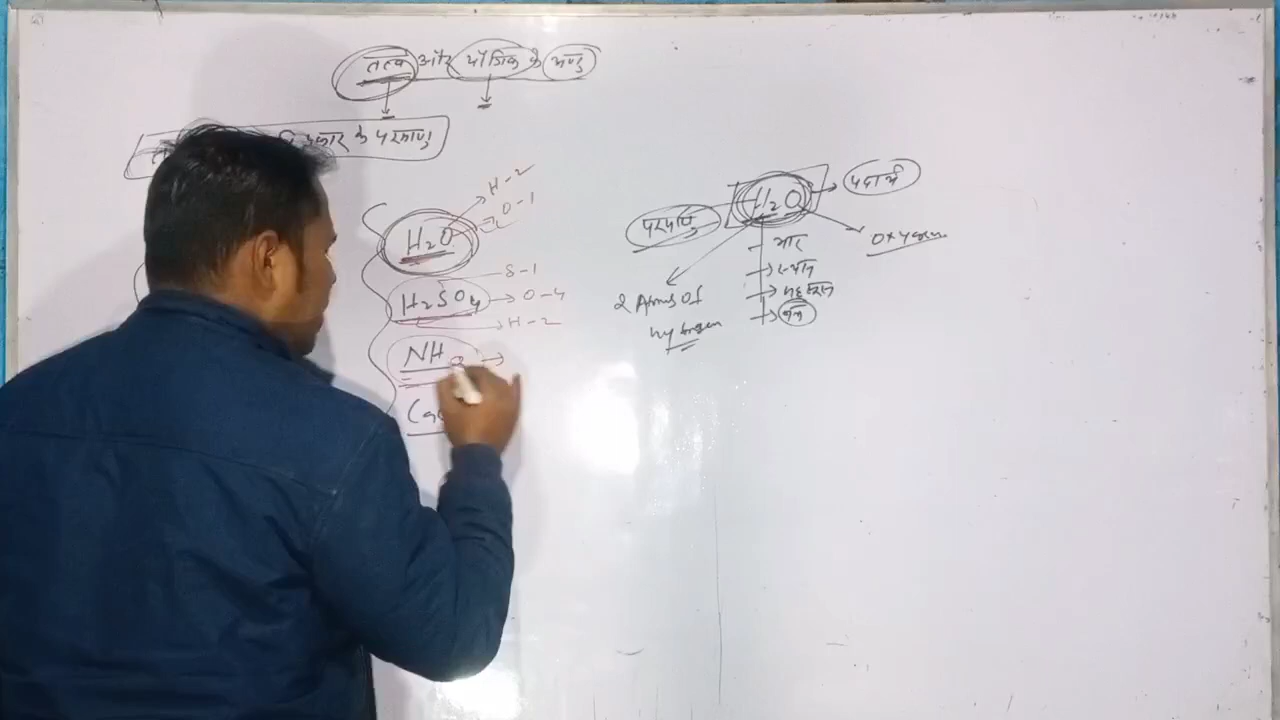 तत्व और यौगिक के अणु
प्रकार के परमाणु
H₂O
H-2
O-1
H₂SO₄
S-1
O-4
H-2
NH
परमाणु
H₂O
पदार्थ
Oxygen
2 Atoms Of
hydrogen
भार
स्थान